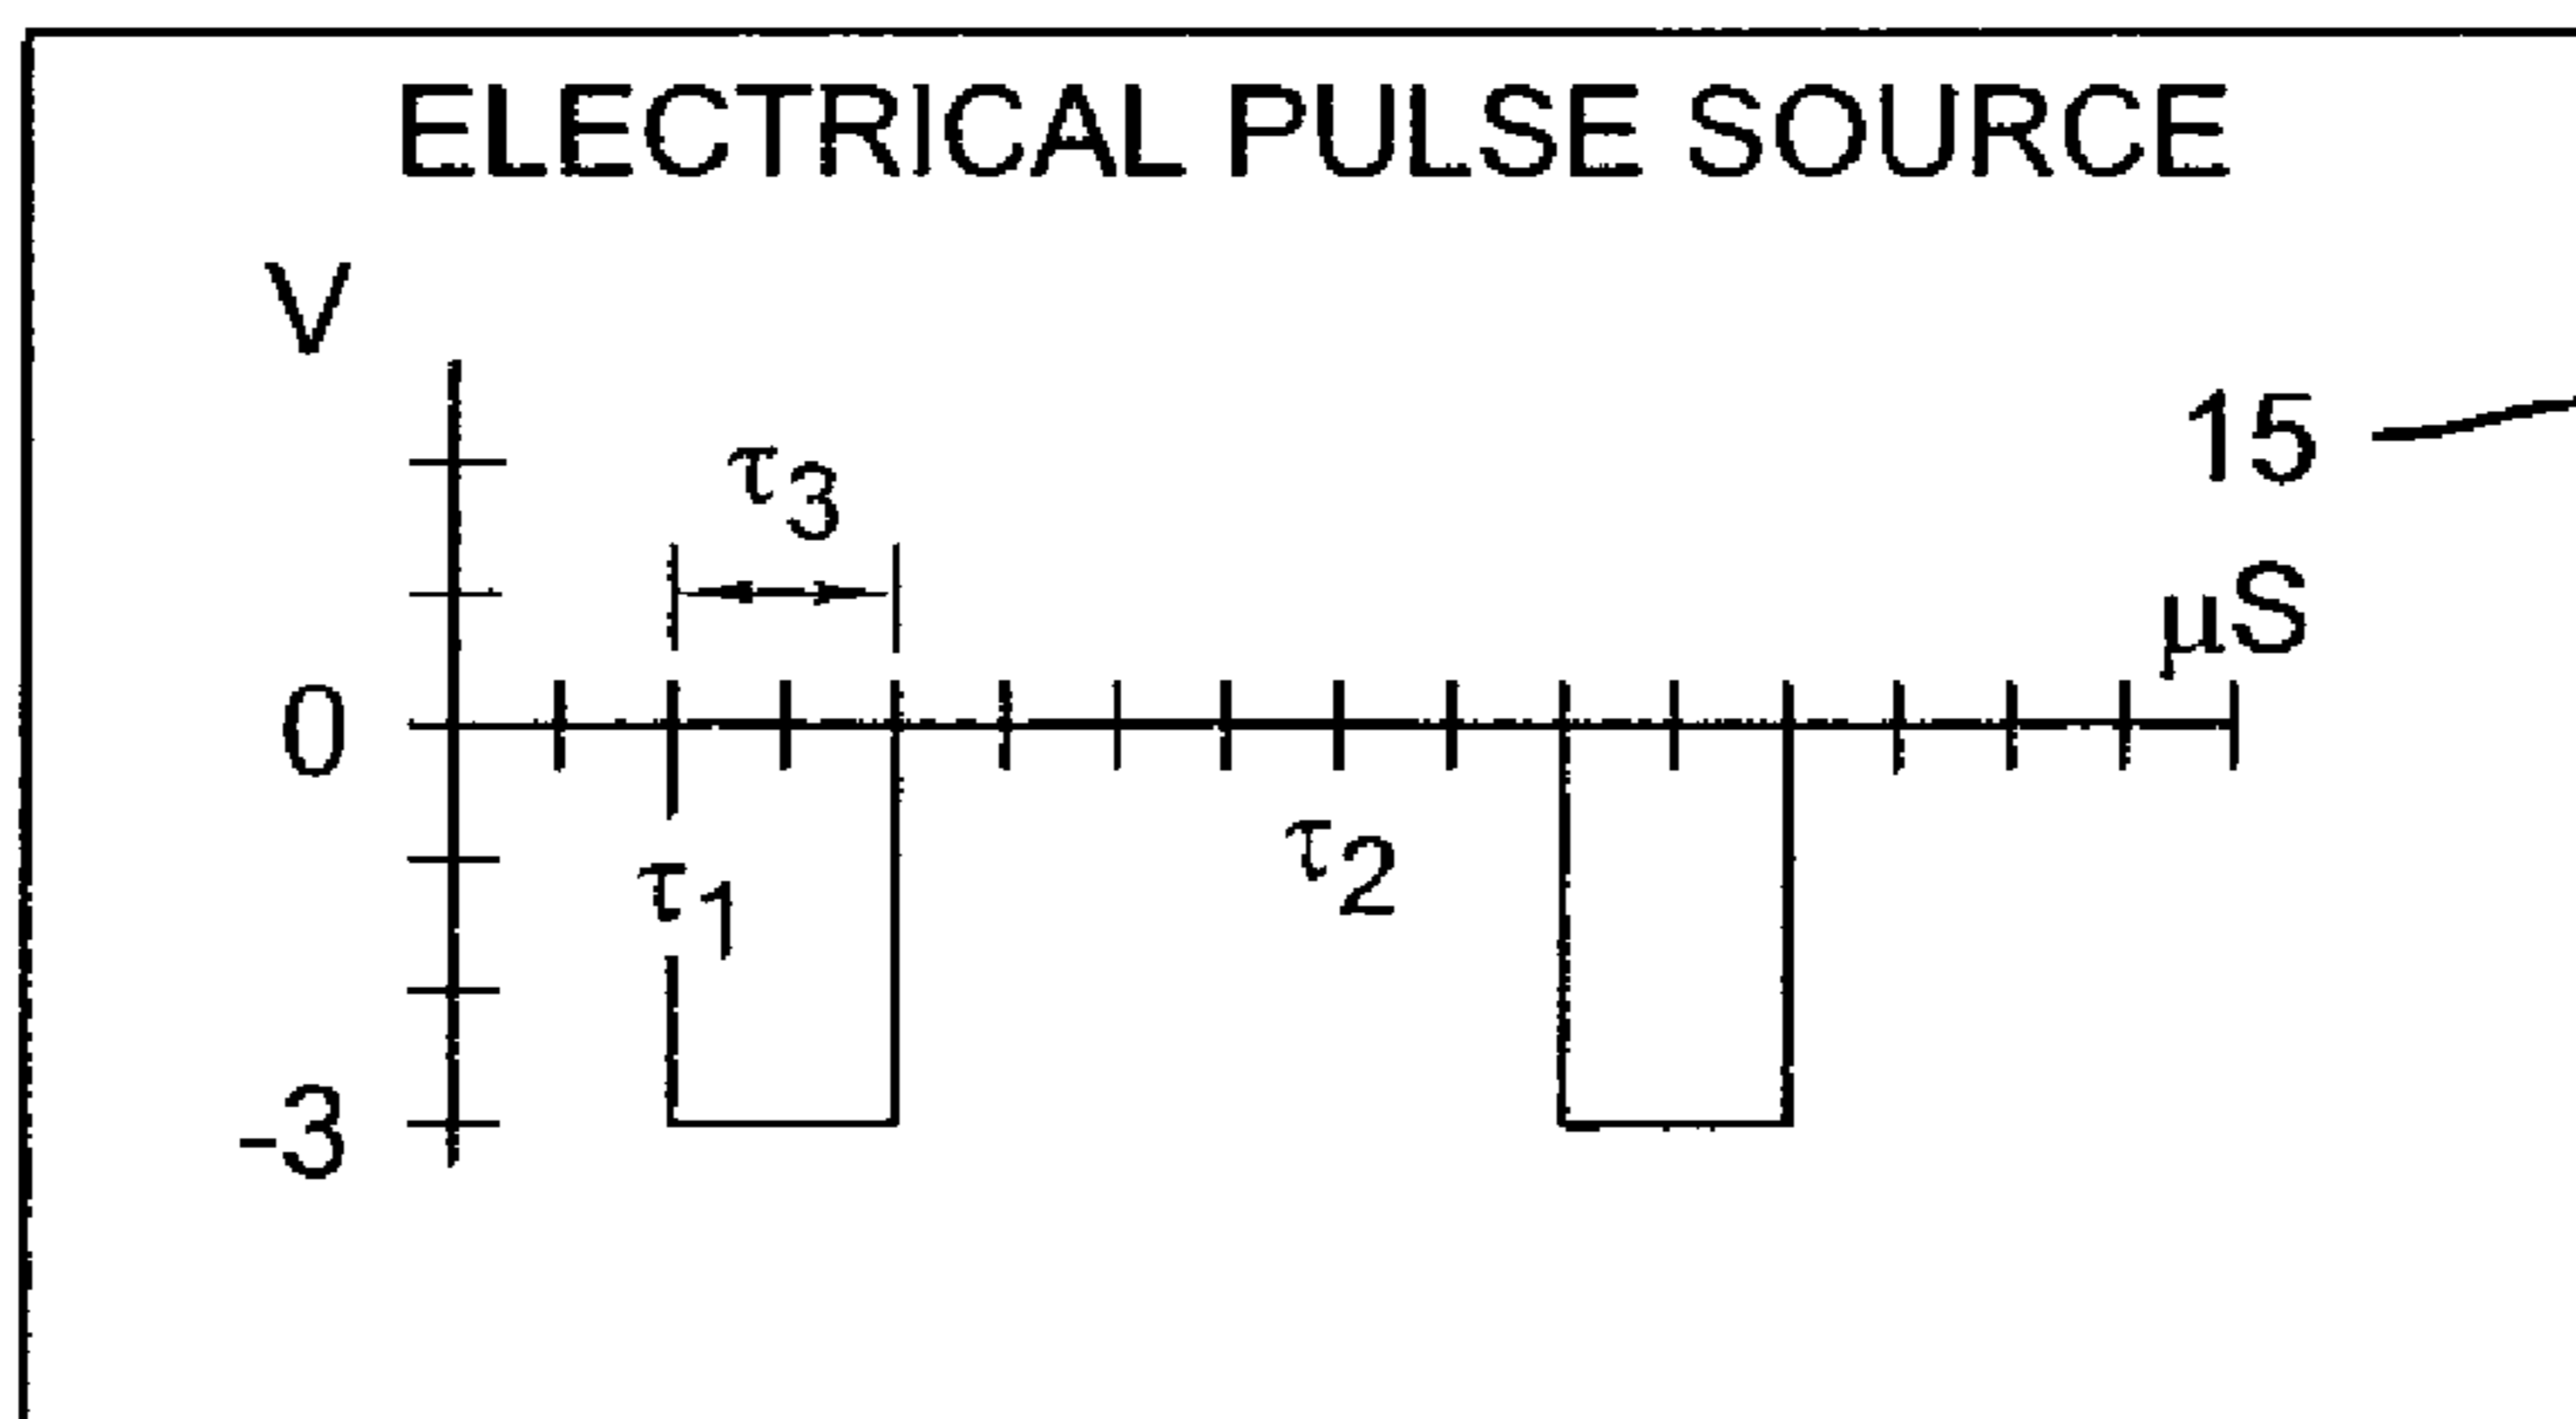 ELECTRICAL PULSE SOURCE
V
15
τ3
μS
0
τ1
τ2
-3